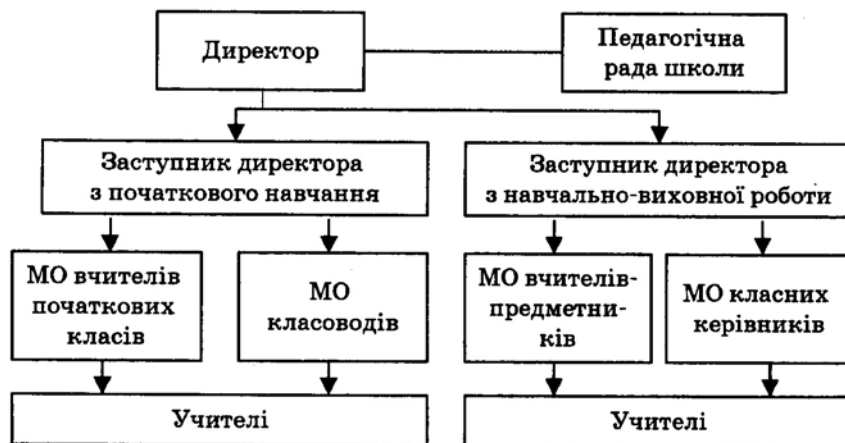 Директор
Педагогічна
рада школи
Заступник директора
з початкового навчання
Заступник директора
з навчально-виховної роботи
МО вчителів
початкових
класів
МО
класоводів
МО вчителів-
предметни-
ків
МО класних
керівників
Учителі
Учителі